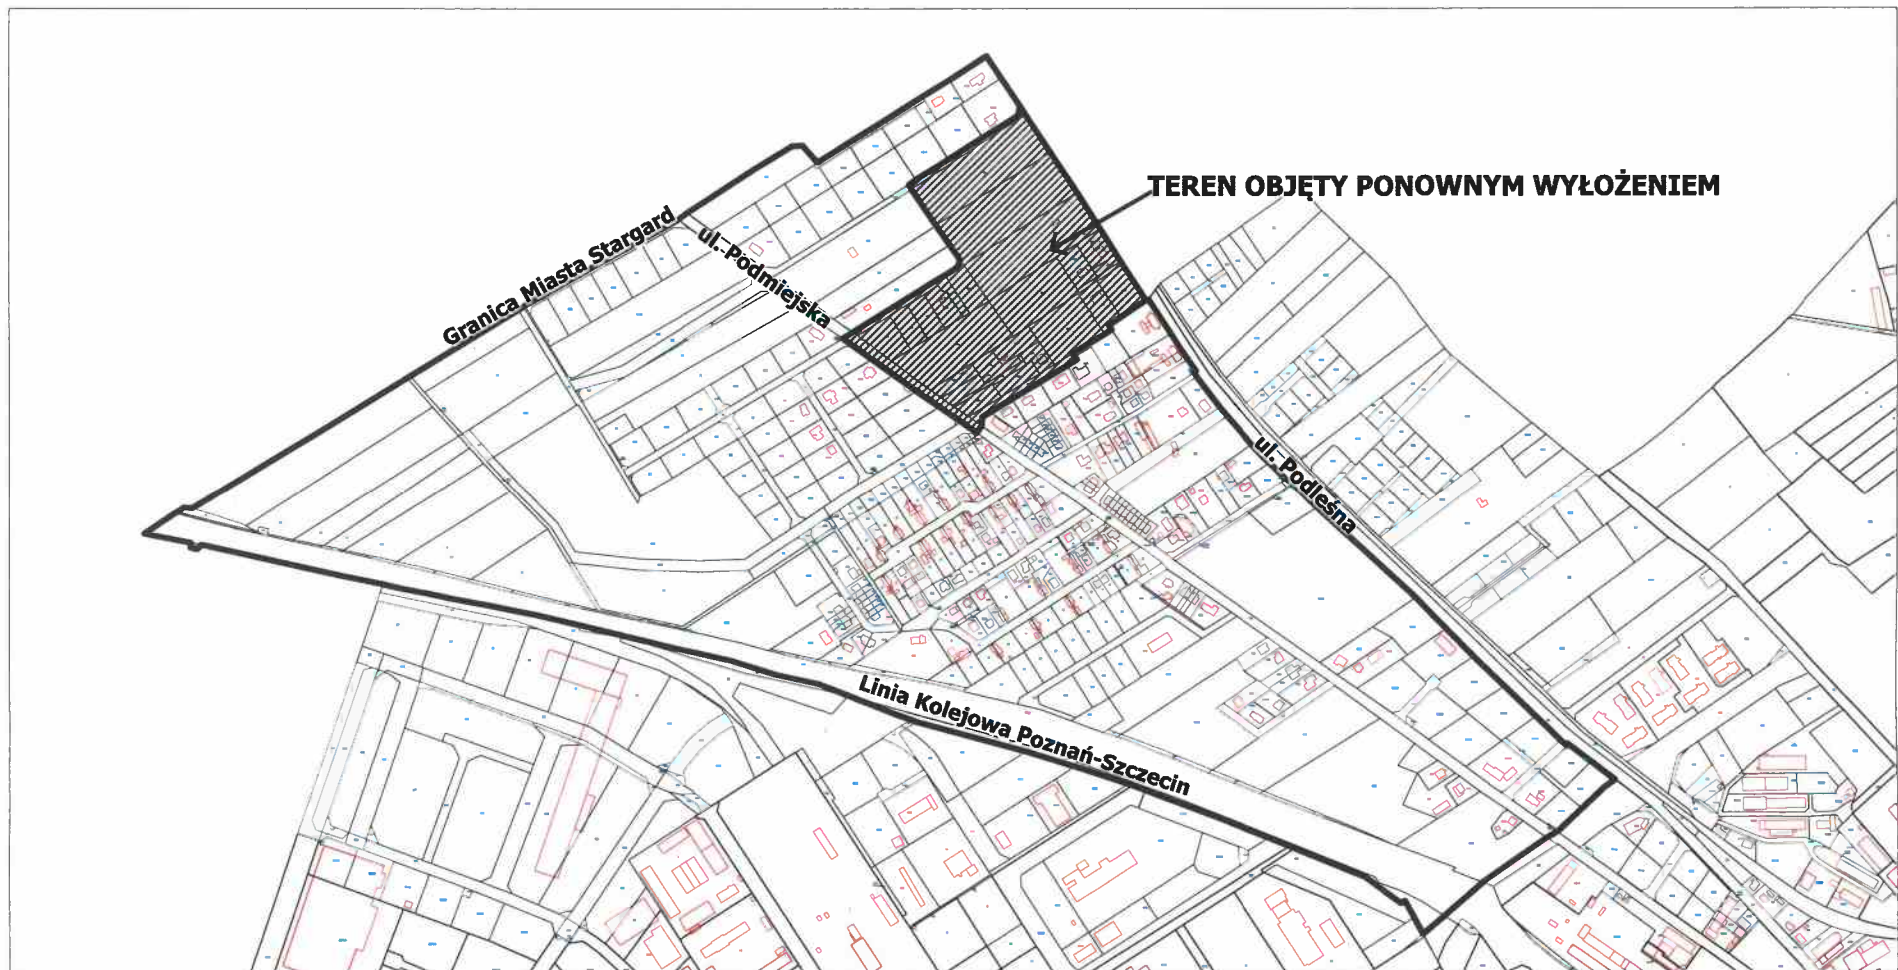 TEREN OBJĘTY PONOWNYM WYŁOŻENIEM
Granica Miasta Stargard
ul. Podmiejska
ul. Podleśna
Linia Kolejowa Poznań-Szczecin